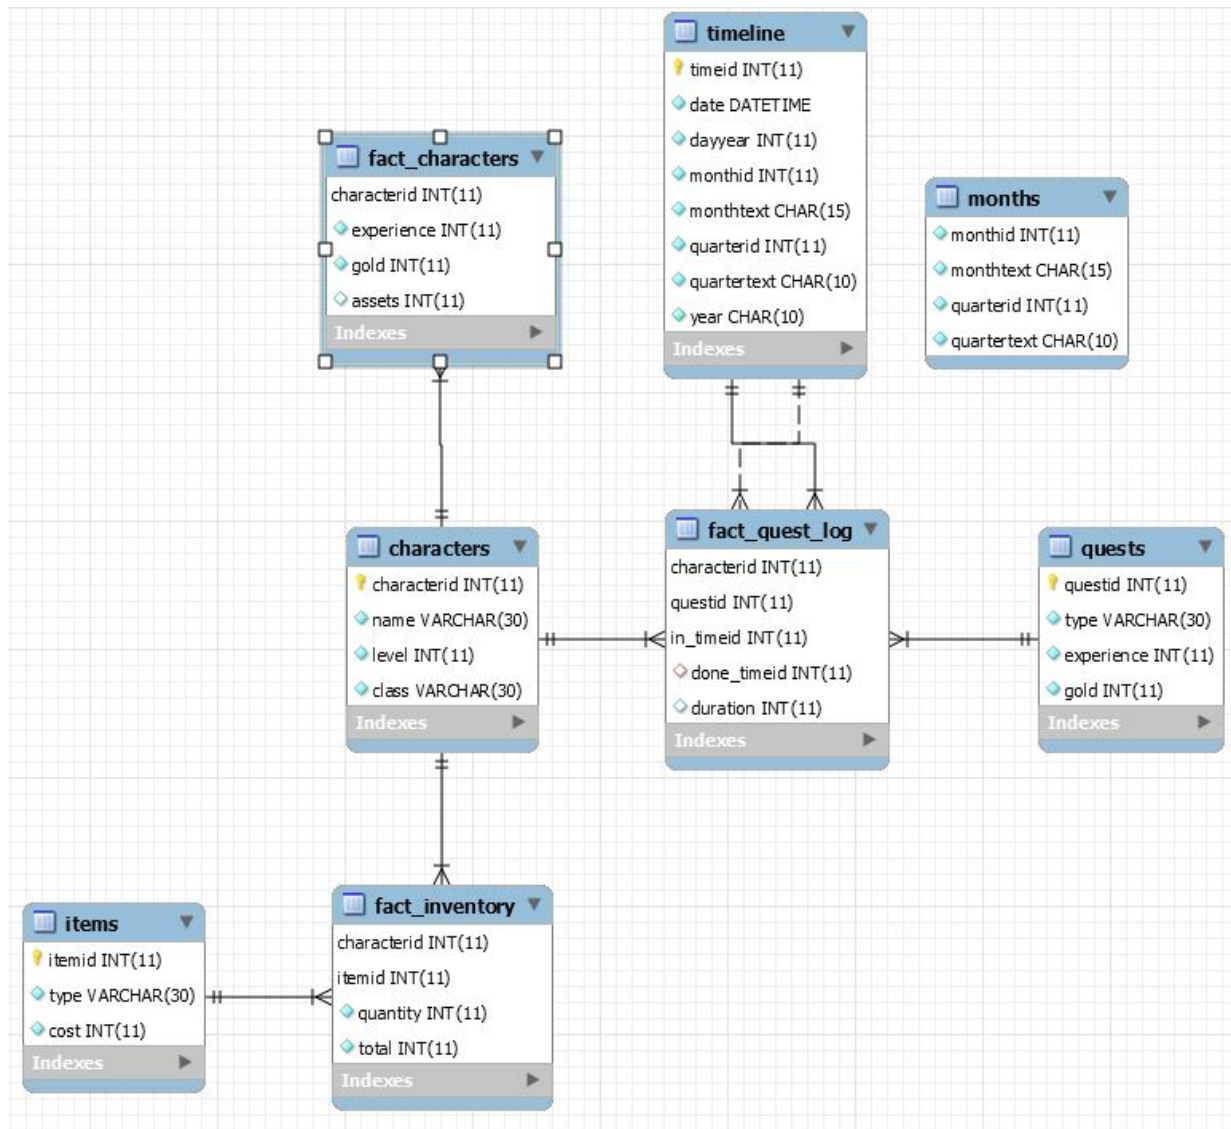 timeline
timeid INT(11)
date DATETIME
dayyear INT(11)
monthid INT(11)
monthtext CHAR(15)
quarterid INT(11)
quartertext CHAR(10)
year CHAR(10)
Indexes
fact_characters
characterid INT(11)
experience INT(11)
gold INT(11)
assets INT(11)
Indexes
months
monthid INT(11)
monthtext CHAR(15)
quarterid INT(11)
quartertext CHAR(10)
characters
characterid INT(11)
name VARCHAR(30)
level INT(11)
class VARCHAR(30)
Indexes
fact_quest_log
characterid INT(11)
questid INT(11)
in_timeid INT(11)
done_timeid INT(11)
duration INT(11)
Indexes
quests
questid INT(11)
type VARCHAR(30)
experience INT(11)
gold INT(11)
Indexes
items
itemid INT(11)
type VARCHAR(30)
cost INT(11)
Indexes
fact_inventory
characterid INT(11)
itemid INT(11)
quantity INT(11)
total INT(11)
Indexes